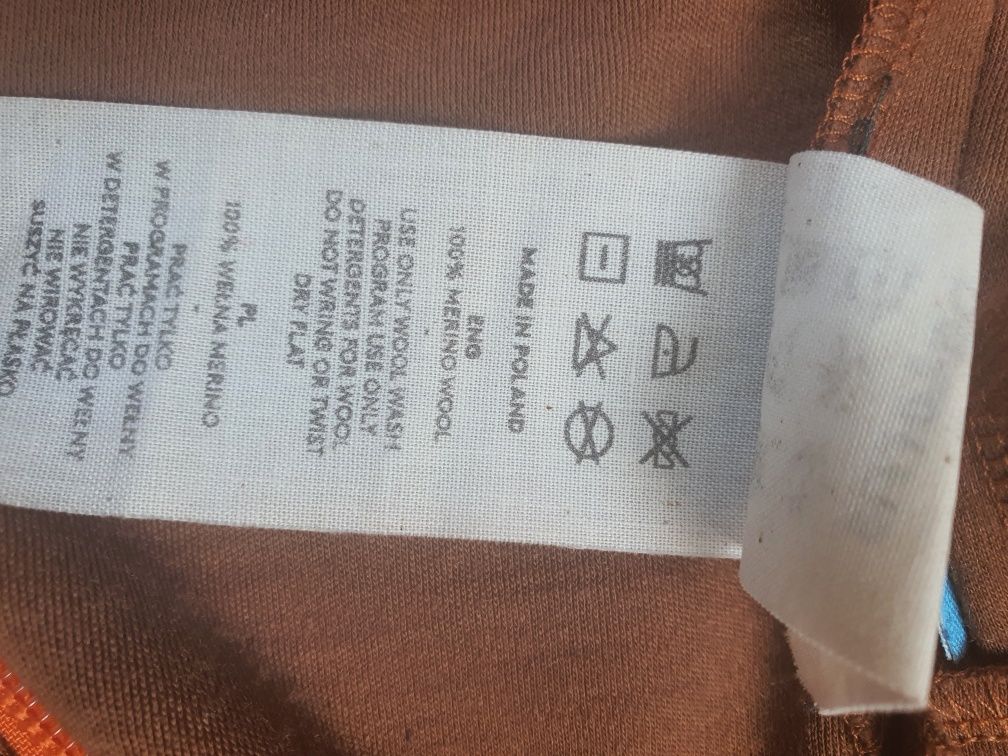 30
MADE IN POLAND
ENG
100% MERINO WOOL
USE ONLY WOOL WASH
PROGRAM USE ONLY
DETERGENTS FOR WOOL.
DO NOT WRING OR TWIST
DRY FLAT
PL
100% WEŁNA MERINO
PRAĆ TYLKO
W PROGRAMACH DO WEŁNY
PRAĆ TYLKO
W DETERGENTACH DO WEŁNY
NIE WYKRĘCAĆ
NIE WIROWAĆ
SUSZYĆ NA PŁASKO